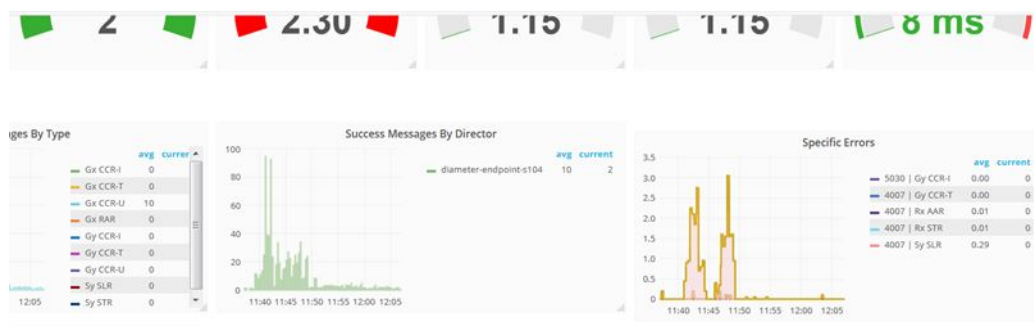 2
2.30
1.15
1.15
8 ms
ges By Type
avg
Gx CCR-I 0
Gx CCR-T 0
Gx CCR-U 10
Gx RAR 0
Gy CCR-I 0
Gy CCR-T 0
Gy CCR-U 0
Sy SLR 0
Sy STR 0
12:05
Success Messages By Director
avg current
diameter-endpoint-s104 10 2
100
80
60
40
20
0
11:40 11:45 11:50 11:55 12:00 12:05
Specific Errors
avg current
5030 | Gy CCR-I 0.00 0
4007 | Gy CCR-T 0.00 0
4007 | Rx AAR 0.01 0
4007 | Rx STR 0.01 0
4007 | Sy SLR 0.29 0
3.5
3.0
2.5
2.0
1.5
1.0
0.5
0
11:40 11:45 11:50 11:55 12:00 12:05